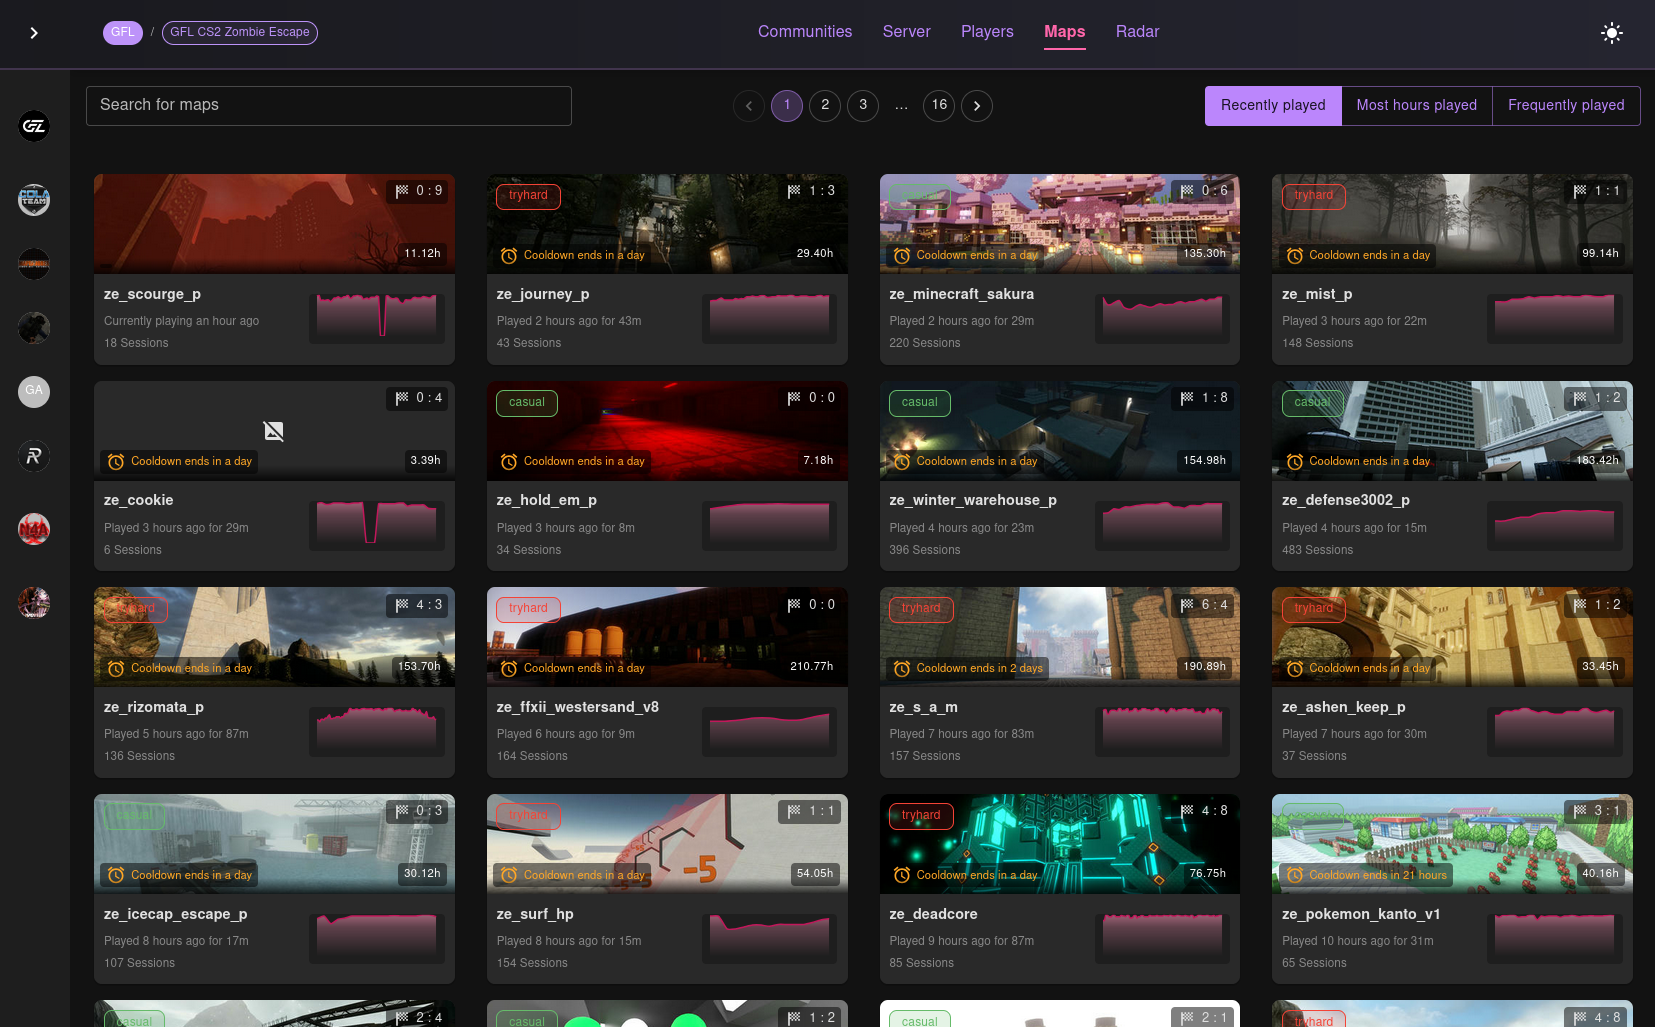 GFL / GFL CS2 Zombie Escape
Communities Server Players Maps Radar
Search for maps
1 2 3 ... 16
Recently played Most hours played Frequently played
GA
0 : 9
11.12h
ze_scourge_p
Currently playing an hour ago
18 Sessions
tryhard
1 : 3
Cooldown ends in a day
29.40h
ze_journey_p
Played 2 hours ago for 43m
43 Sessions
casual
0 : 6
Cooldown ends in a day
135.30h
ze_minecraft_sakura
Played 2 hours ago for 29m
220 Sessions
tryhard
1 : 1
Cooldown ends in a day
99.14h
ze_mist_p
Played 3 hours ago for 22m
148 Sessions
0 : 4
Cooldown ends in a day
3.39h
ze_cookie
Played 3 hours ago for 29m
6 Sessions
casual
0 : 0
Cooldown ends in a day
7.18h
ze_hold_em_p
Played 3 hours ago for 8m
34 Sessions
casual
1 : 8
Cooldown ends in a day
154.98h
ze_winter_warehouse_p
Played 4 hours ago for 23m
396 Sessions
casual
1 : 2
Cooldown ends in a day
183.42h
ze_defense3002_p
Played 4 hours ago for 15m
483 Sessions
tryhard
4 : 3
Cooldown ends in a day
153.70h
ze_rizomata_p
Played 5 hours ago for 87m
136 Sessions
tryhard
0 : 0
Cooldown ends in a day
210.77h
ze_ffxii_westersand_v8
Played 6 hours ago for 9m
164 Sessions
tryhard
6 : 4
Cooldown ends in 2 days
190.89h
ze_s_a_m
Played 7 hours ago for 83m
157 Sessions
tryhard
1 : 2
Cooldown ends in a day
33.45h
ze_ashen_keep_p
Played 7 hours ago for 30m
37 Sessions
casual
0 : 3
Cooldown ends in a day
30.12h
ze_icecap_escape_p
Played 8 hours ago for 17m
107 Sessions
tryhard
1 : 1
-5
Cooldown ends in a day
54.05h
ze_surf_hp
Played 8 hours ago for 15m
154 Sessions
tryhard
4 : 8
Cooldown ends in a day
76.75h
ze_deadcore
Played 9 hours ago for 87m
85 Sessions
3 : 1
Cooldown ends in 21 hours
40.16h
ze_pokemon_kanto_v1
Played 10 hours ago for 31m
65 Sessions
casual
2 : 4
casual
1 : 2
casual
2 : 1
tryhard
4 : 8